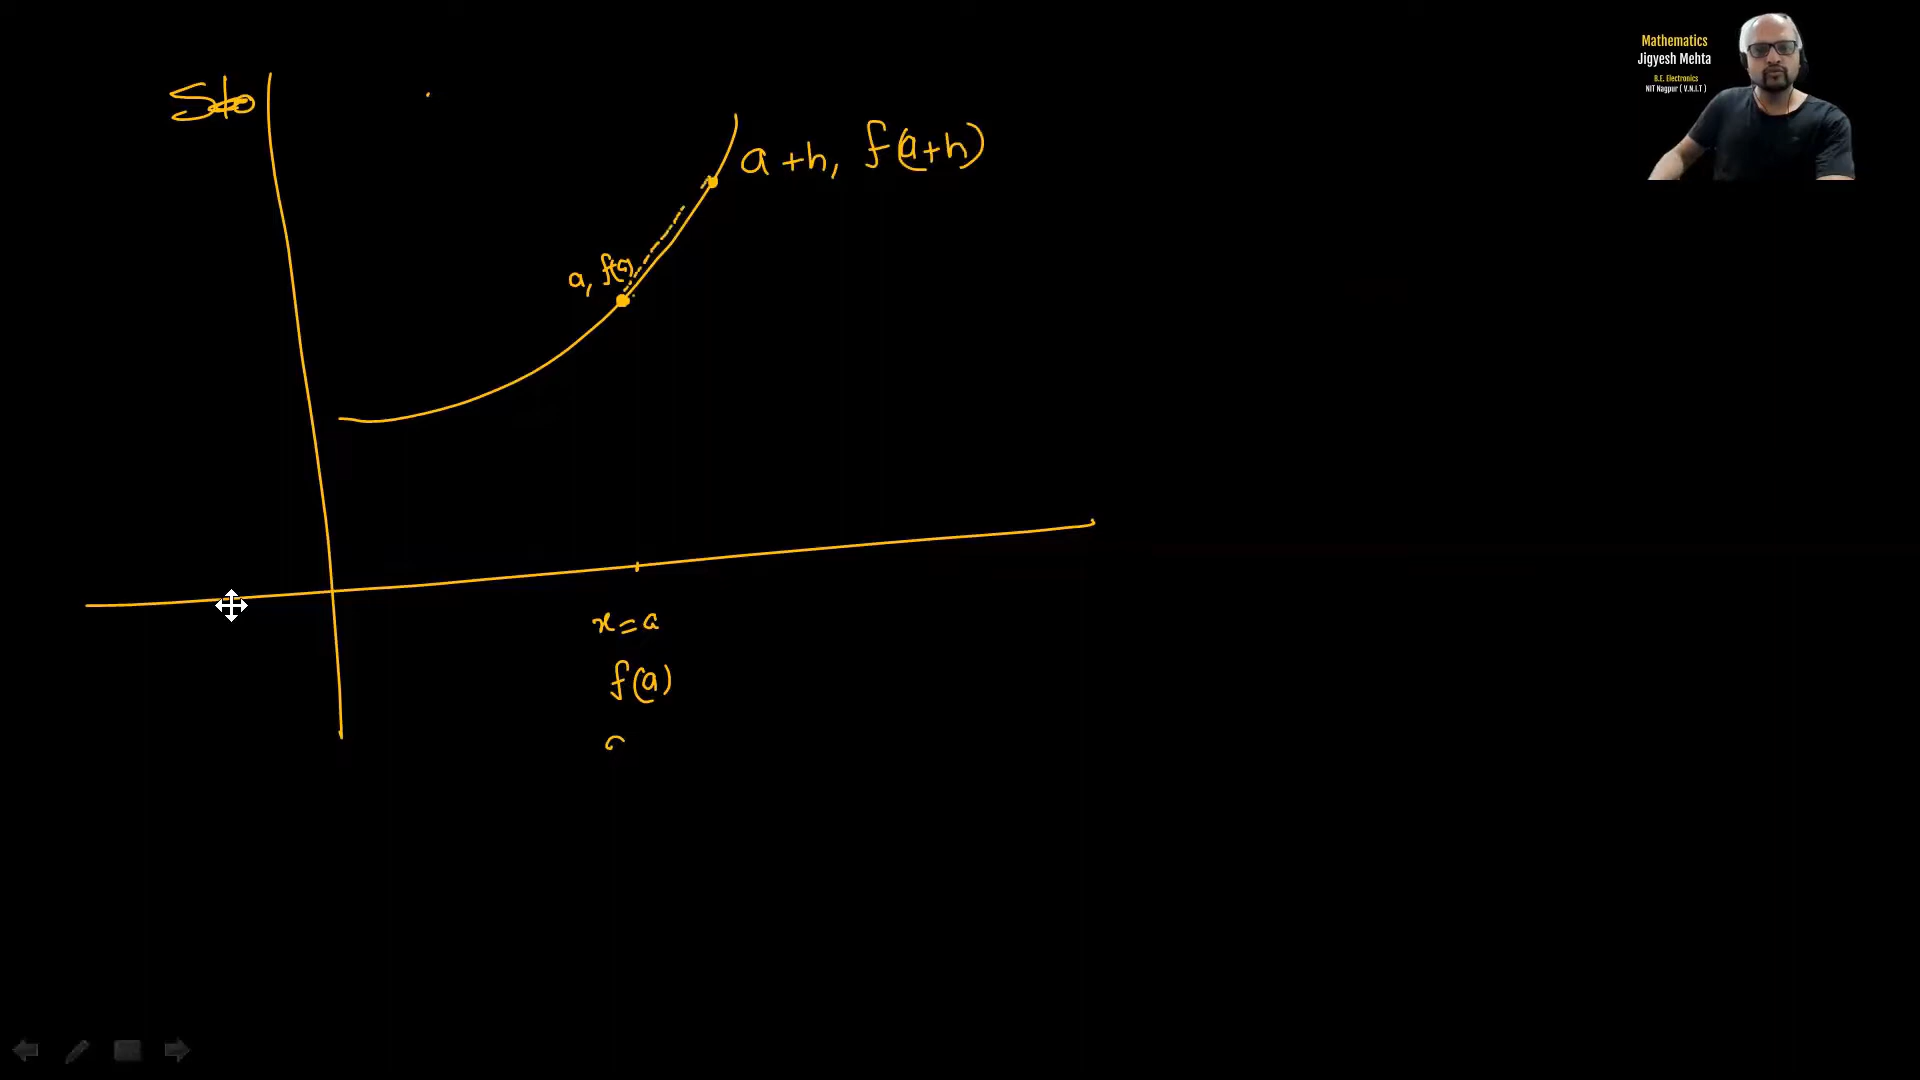 Mathematics
Jigyesh Mehta
B.E. Electronics
NIT Nagpur ( V.N.I.T )
a+h, f(a+h)
a, f(a)
x=a
f(a)